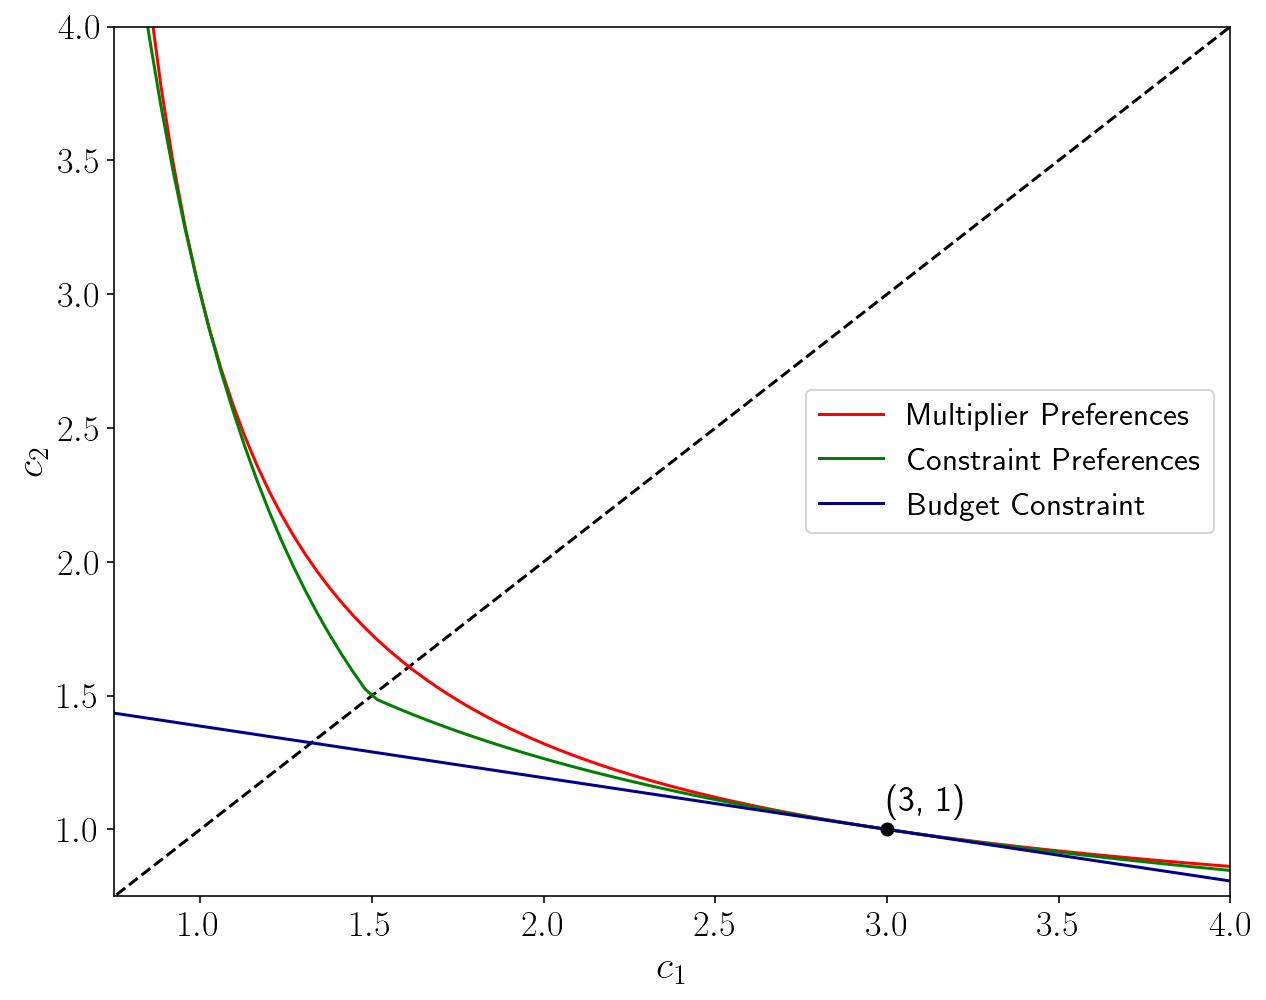 4.0
3.5
3.0
2.5
2.0
1.5
1.0
c₂
Multiplier Preferences
Constraint Preferences
Budget Constraint
(3, 1)
1.0 1.5 2.0 2.5 3.0 3.5 4.0
c₁